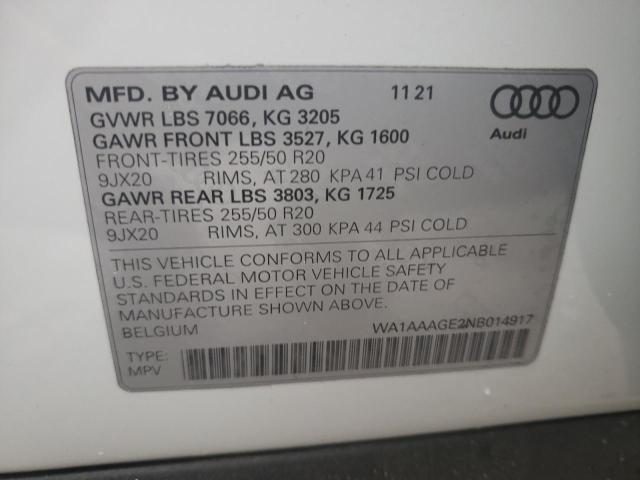 MFD. BY AUDI AG 11 21
GVWR LBS 7066, KG 3205
GAWR FRONT LBS 3527, KG 1600
FRONT-TIRES 255/50 R20
9JX20 RIMS, AT 280 KPA 41 PSI COLD
GAWR REAR LBS 3803, KG 1725
REAR-TIRES 255/50 R20
9JX20 RIMS, AT 300 KPA 44 PSI COLD
Audi
THIS VEHICLE CONFORMS TO ALL APPLICABLE
U.S. FEDERAL MOTOR VEHICLE SAFETY
STANDARDS IN EFFECT ON THE DATE OF
MANUFACTURE SHOWN ABOVE.
BELGIUM WA1AAAGE2NB014917
TYPE:
MPV